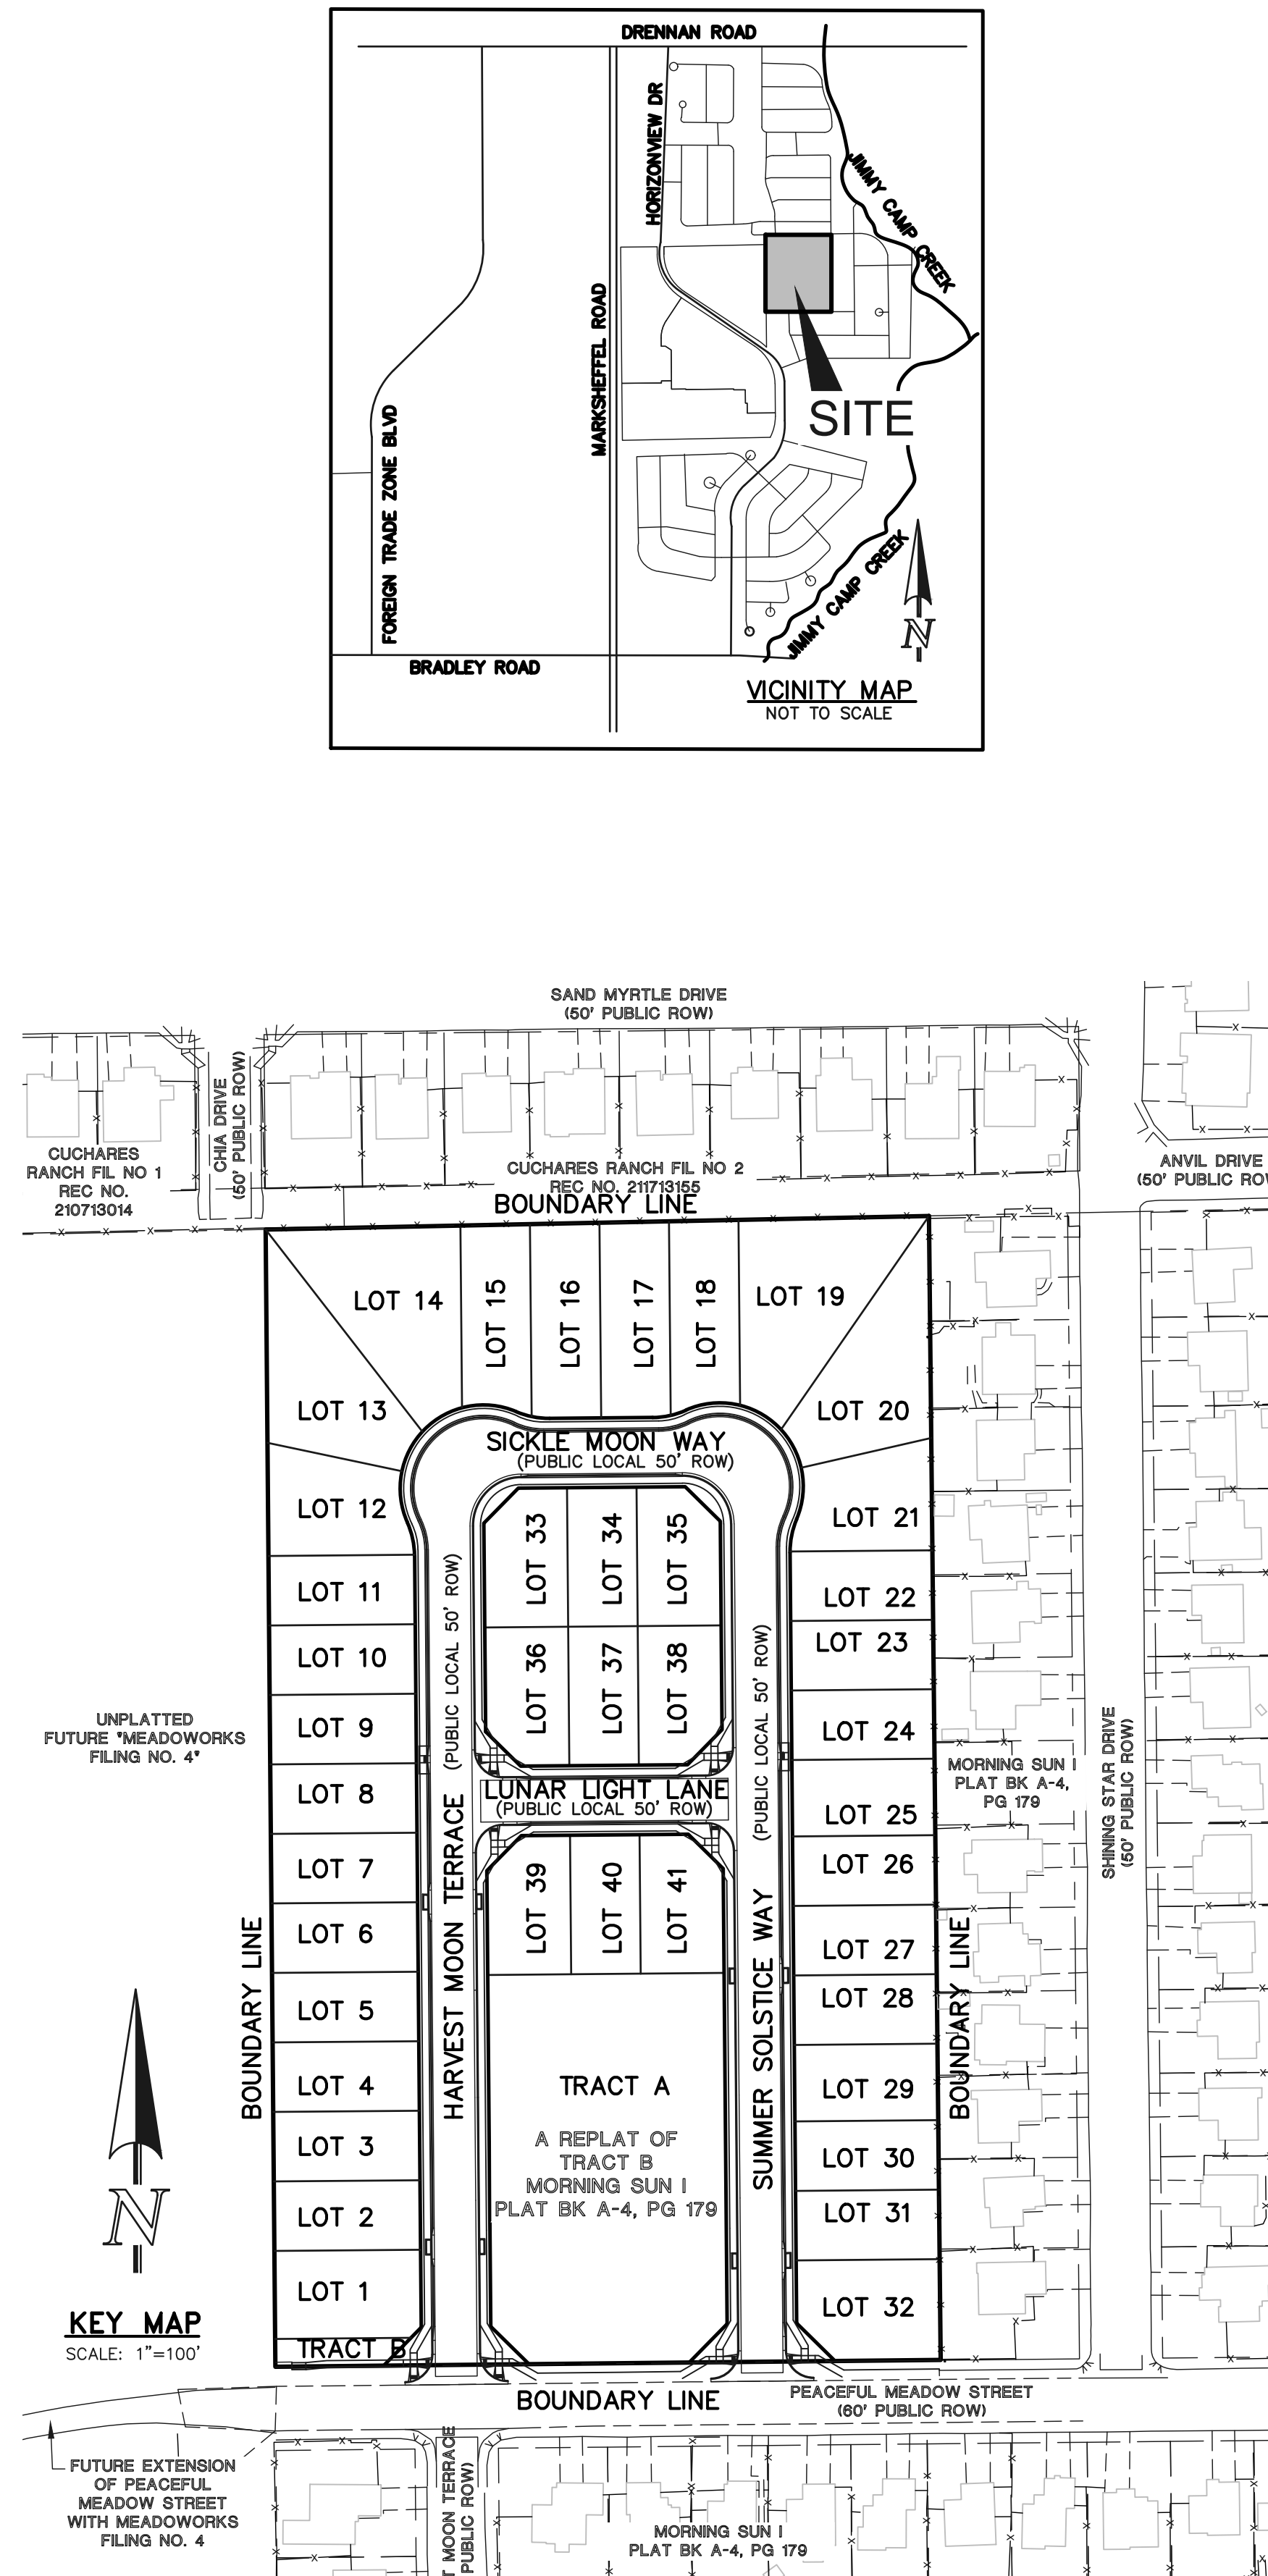 DRENNAN ROAD
HORIZONVIEW DR
JIMMY CAMP CREEK
MARKSHEFFEL ROAD
SITE
FOREIGN TRADE ZONE BLVD
JIMMY CAMP CREEK
N
BRADLEY ROAD
VICINITY MAP
NOT TO SCALE
SAND MYRTLE DRIVE
(50' PUBLIC ROW)
CHIA DRIVE
(50' PUBLIC ROW)
CUCHARES
RANCH FIL NO 1
REC NO.
210713014
CUCHARES RANCH FIL NO 2
REC NO. 211713155
ANVIL DRIVE
(50' PUBLIC ROW
BOUNDARY LINE
LOT 14
LOT 15
LOT 16
LOT 17
LOT 18
LOT 19
LOT 13
LOT 20
SICKLE MOON WAY
(PUBLIC LOCAL 50' ROW)
LOT 12
LOT 21
LOT 33
LOT 34
LOT 35
LOT 11
LOT 22
LOT 10
LOT 23
LOT 36
LOT 37
LOT 38
LOT 9
LOT 24
UNPLATTED
FUTURE "MEADOWORKS
FILING NO. 4"
MORNING SUN I
PLAT BK A-4,
PG 179
SHINING STAR DRIVE
(50' PUBLIC ROW)
LOT 8
LUNAR LIGHT LANE
(PUBLIC LOCAL 50' ROW)
LOT 25
LOT 7
LOT 26
HARVEST MOON TERRACE (PUBLIC LOCAL 50' ROW)
SUMMER SOLSTICE WAY (PUBLIC LOCAL 50' ROW)
LOT 39
LOT 40
LOT 41
LOT 6
LOT 27
BOUNDARY LINE
BOUNDARY LINE
LOT 5
LOT 28
LOT 4
TRACT A
LOT 29
A REPLAT OF
TRACT B
MORNING SUN I
PLAT BK A-4, PG 179
LOT 3
LOT 30
N
LOT 2
LOT 31
LOT 1
LOT 32
KEY MAP
SCALE: 1"=100'
TRACT B
BOUNDARY LINE
PEACEFUL MEADOW STREET
(60' PUBLIC ROW)
FUTURE EXTENSION
OF PEACEFUL
MEADOW STREET
WITH MEADOWORKS
FILING NO. 4
T MOON TERRACE
PUBLIC ROW)
MORNING SUN I
PLAT BK A-4, PG 179